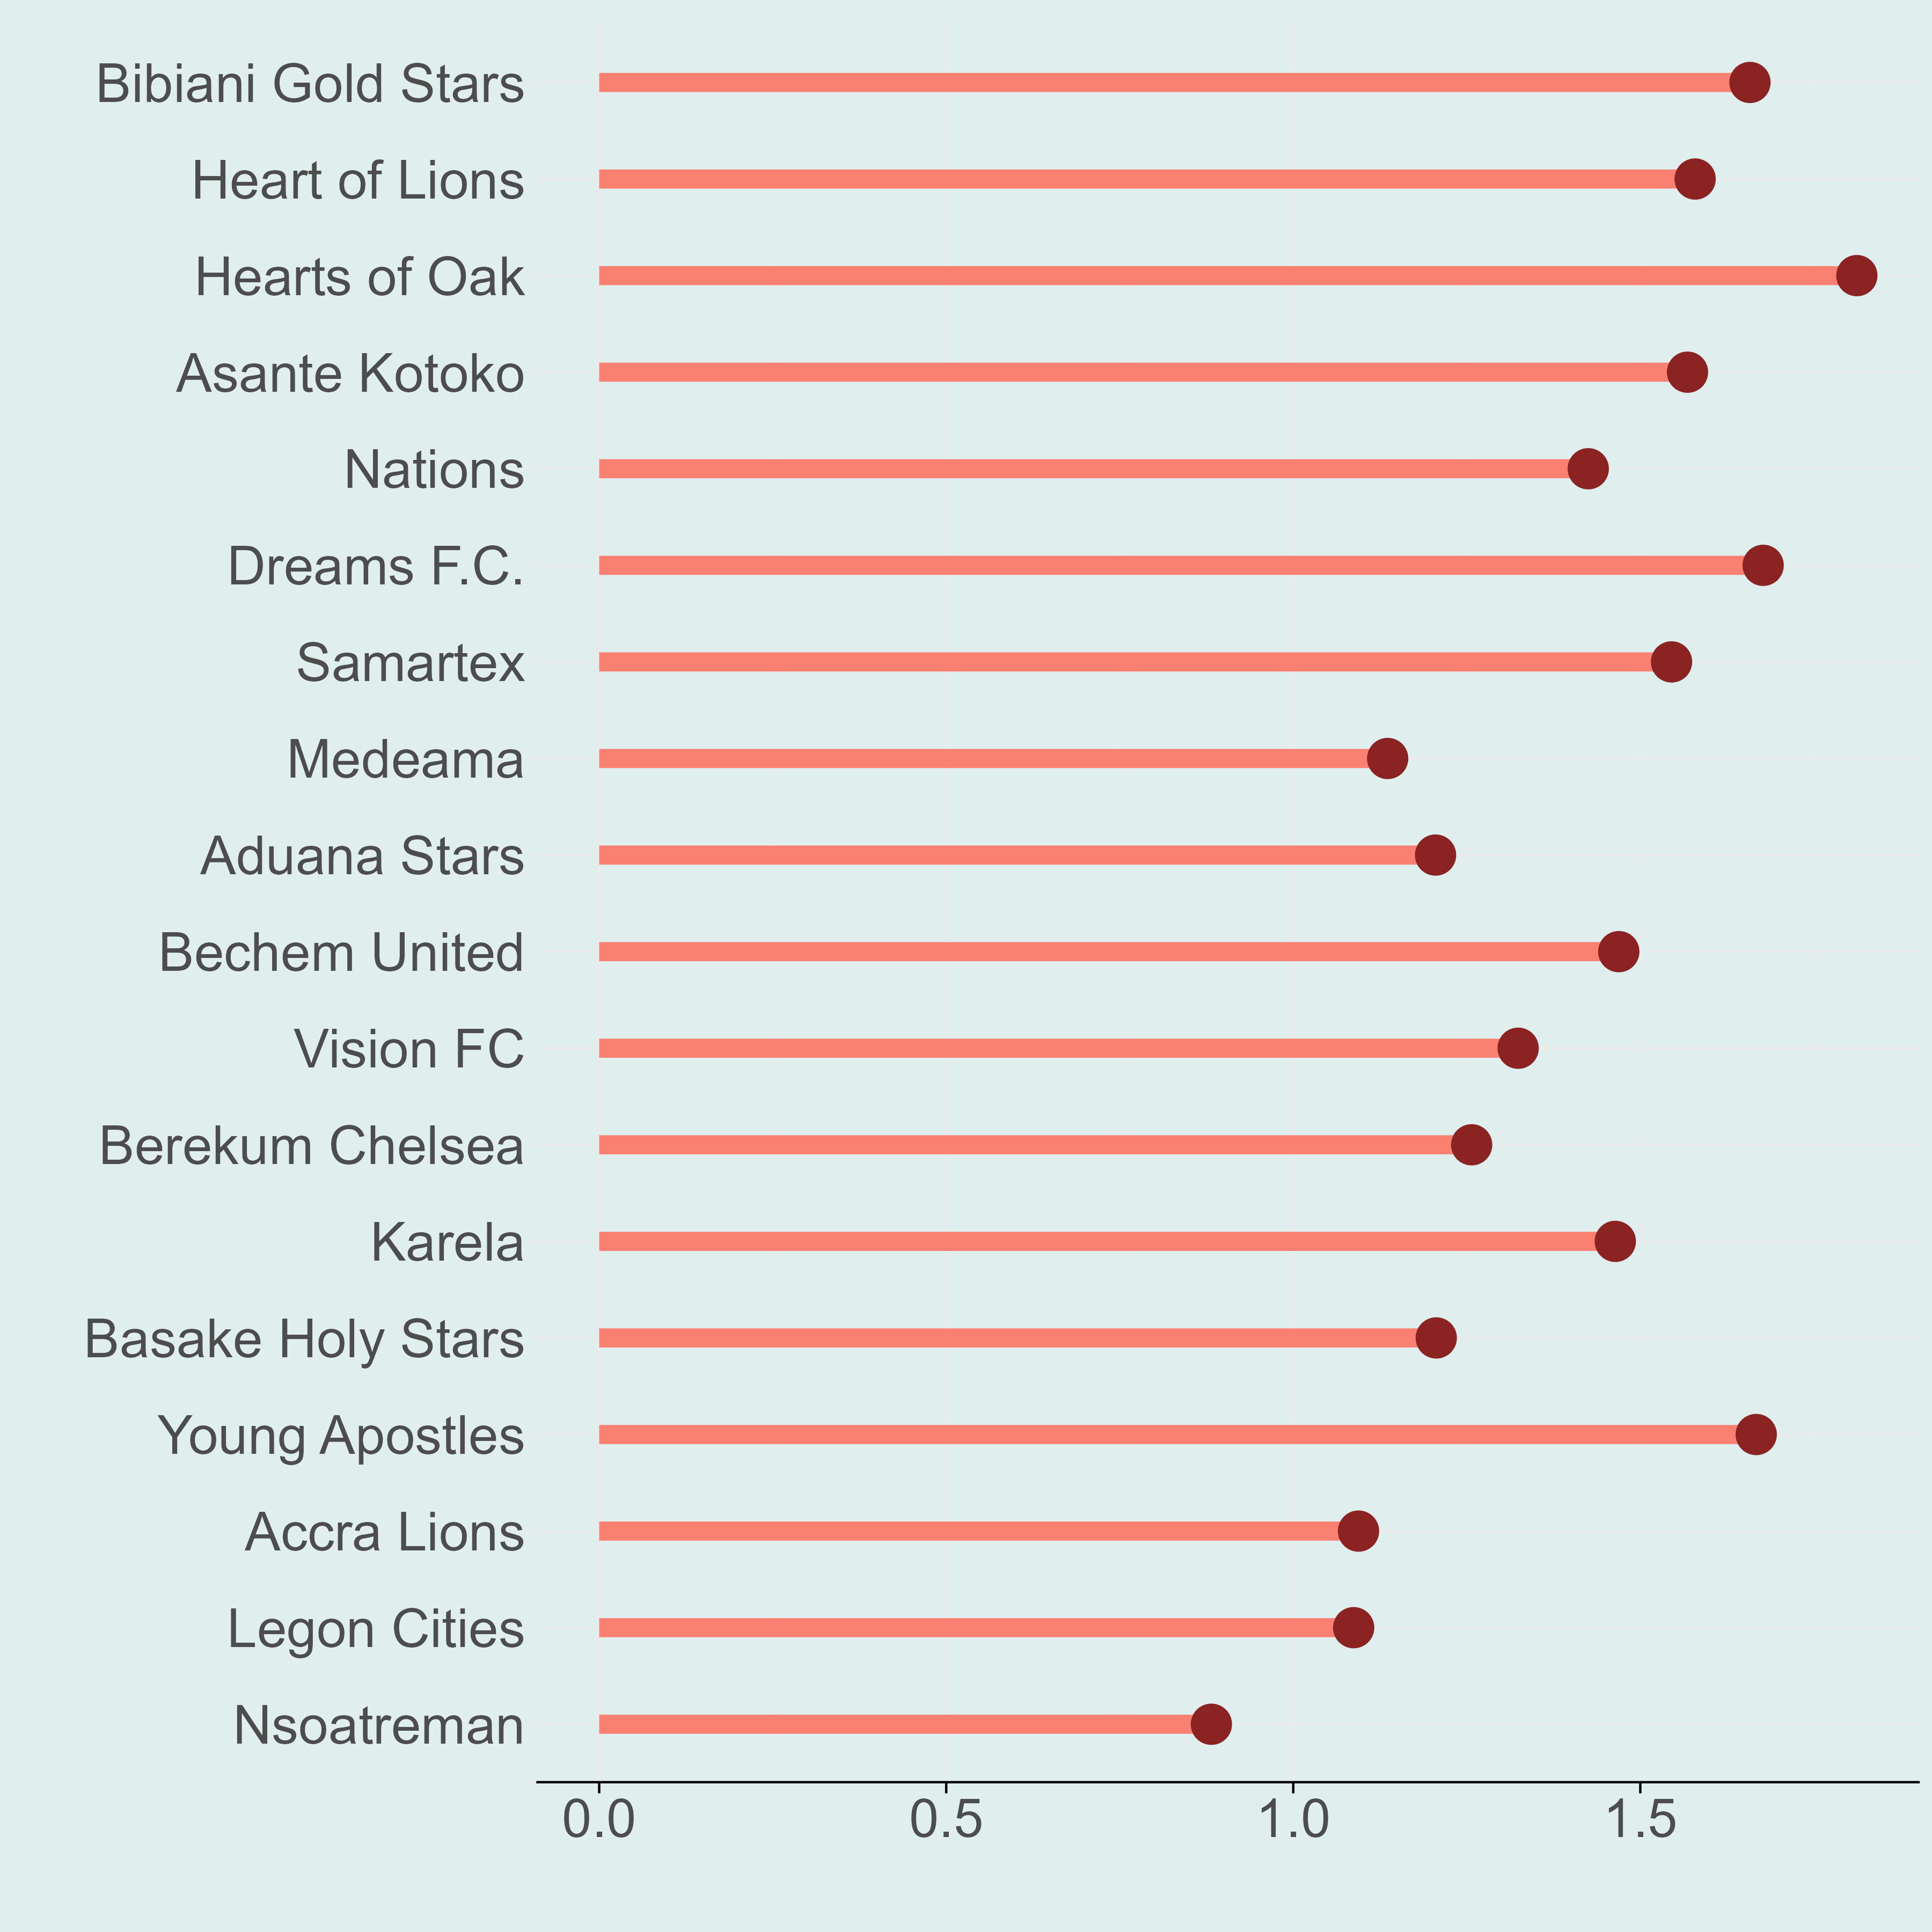 Bibiani Gold Stars
Heart of Lions
Hearts of Oak
Asante Kotoko
Nations
Dreams F.C.
Samartex
Medeama
Aduana Stars
Bechem United
Vision FC
Berekum Chelsea
Karela
Basake Holy Stars
Young Apostles
Accra Lions
Legon Cities
Nsoatreman
0.0 0.5 1.0 1.5